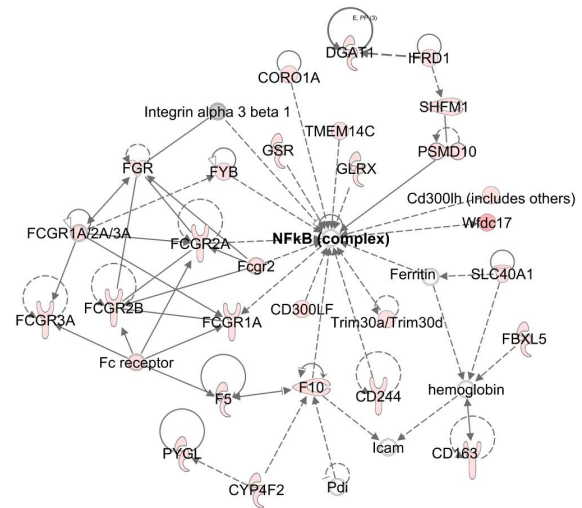 E, PP (3)
DGAT1
IFRD1
CORO1A
SHFM1
Integrin alpha 3 beta 1
TMEM14C
GSR
PSMD10
FGR
FYB
GLRX
Cd300lh (includes others)
Wfdc17
FCGR1A/2A/3A
FCGR2A
NFkB (complex)
Fcgr2
Ferritin
SLC40A1
FCGR2B
FCGR3A
FCGR1A
CD300LF
Trim30a/Trim30d
FBXL5
Fc receptor
F5
F10
CD244
hemoglobin
PYGL
Icam
CD163
CYP4F2
Pdi